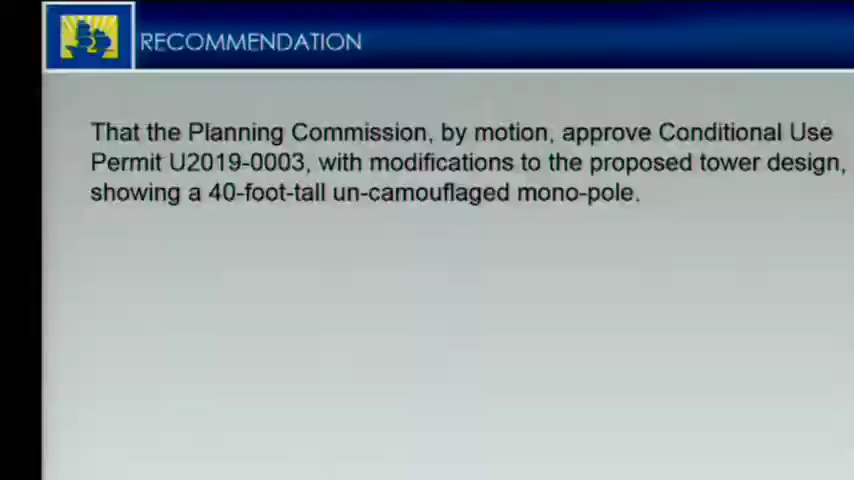 RECOMMENDATION
That the Planning Commission, by motion, approve Conditional Use
Permit U2019-0003, with modifications to the proposed tower design,
showing a 40-foot-tall un-camouflaged mono-pole.